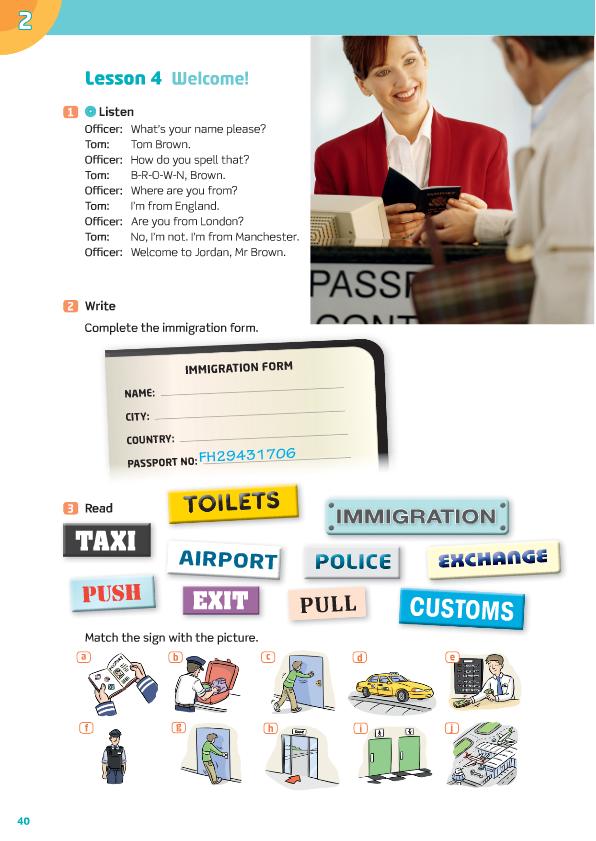 2
Lesson 4 Welcome!
1 Listen
Officer: What's your name please?
Tom: Tom Brown.
Officer: How do you spell that?
Tom: B-R-O-W-N, Brown.
Officer: Where are you from?
Tom: I'm from England.
Officer: Are you from London?
Tom: No, I'm not. I'm from Manchester.
Officer: Welcome to Jordan, Mr Brown.
PASSP
CONT
2 Write
Complete the immigration form.
IMMIGRATION FORM
NAME:
CITY:
COUNTRY:
PASSPORT NO: FH29431706
3 Read
TOILETS
IMMIGRATION
TAXI
AIRPORT
POLICE
EXCHANGE
PUSH
EXIT
PULL
CUSTOMS
Match the sign with the picture.
a b c d e
f g h i j
40